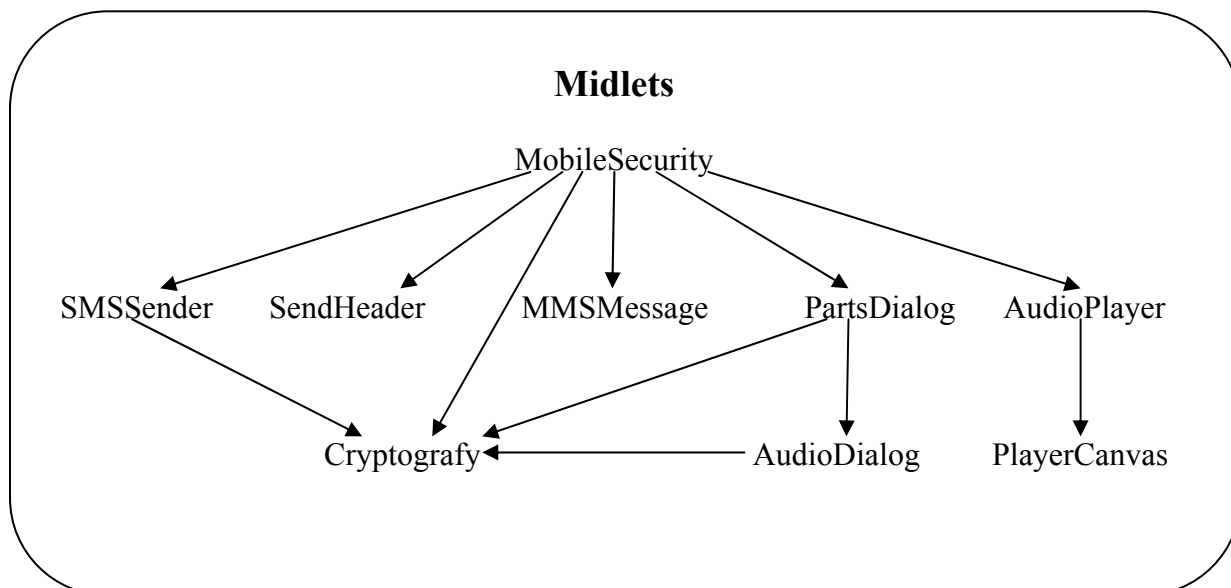 Midlets
MobileSecurity
SMSSender SendHeader MMSMessage PartsDialog AudioPlayer
Cryptografy AudioDialog PlayerCanvas